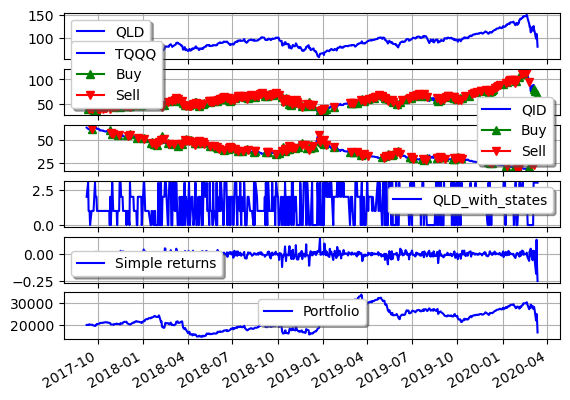 150
100
QLD
TQQQ
Buy
Sell
100
50
QID
Buy
Sell
50
25
2.5
0.0
QLD_with_states
0.00
-0.25
Simple returns
30000
20000
Portfolio
2017-10
2018-01
2018-04
2018-07
2018-10
2019-01
2019-04
2019-07
2019-10
2020-01
2020-04